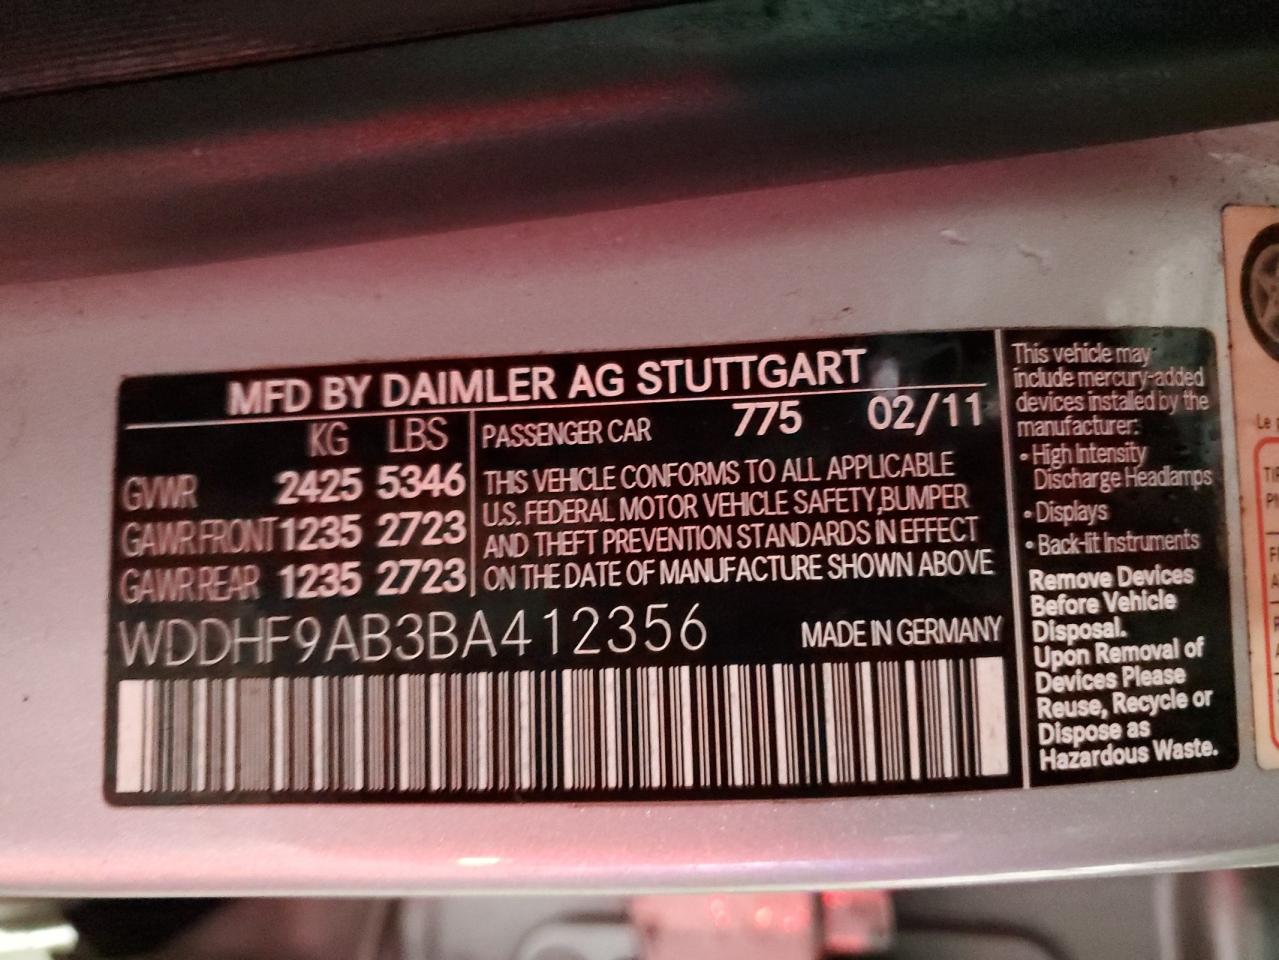 MFD BY DAIMLER AG STUTTGART
KG LBS
GVWR 2425 5346
GAWR FRONT 1235 2723
GAWR REAR 1235 2723
PASSENGER CAR 775 02/11
THIS VEHICLE CONFORMS TO ALL APPLICABLE
U.S. FEDERAL MOTOR VEHICLE SAFETY,BUMPER
AND THEFT PREVENTION STANDARDS IN EFFECT
ON THE DATE OF MANUFACTURE SHOWN ABOVE
WDDHF9AB3BA412356
MADE IN GERMANY
This vehicle may
include mercury-added
devices installed by the
manufacturer:
• High Intensity
Discharge Headlamps
• Displays
• Back-lit Instruments
Remove Devices
Before Vehicle
Disposal.
Upon Removal of
Devices Please
Reuse, Recycle or
Dispose as
Hazardous Waste.
Le